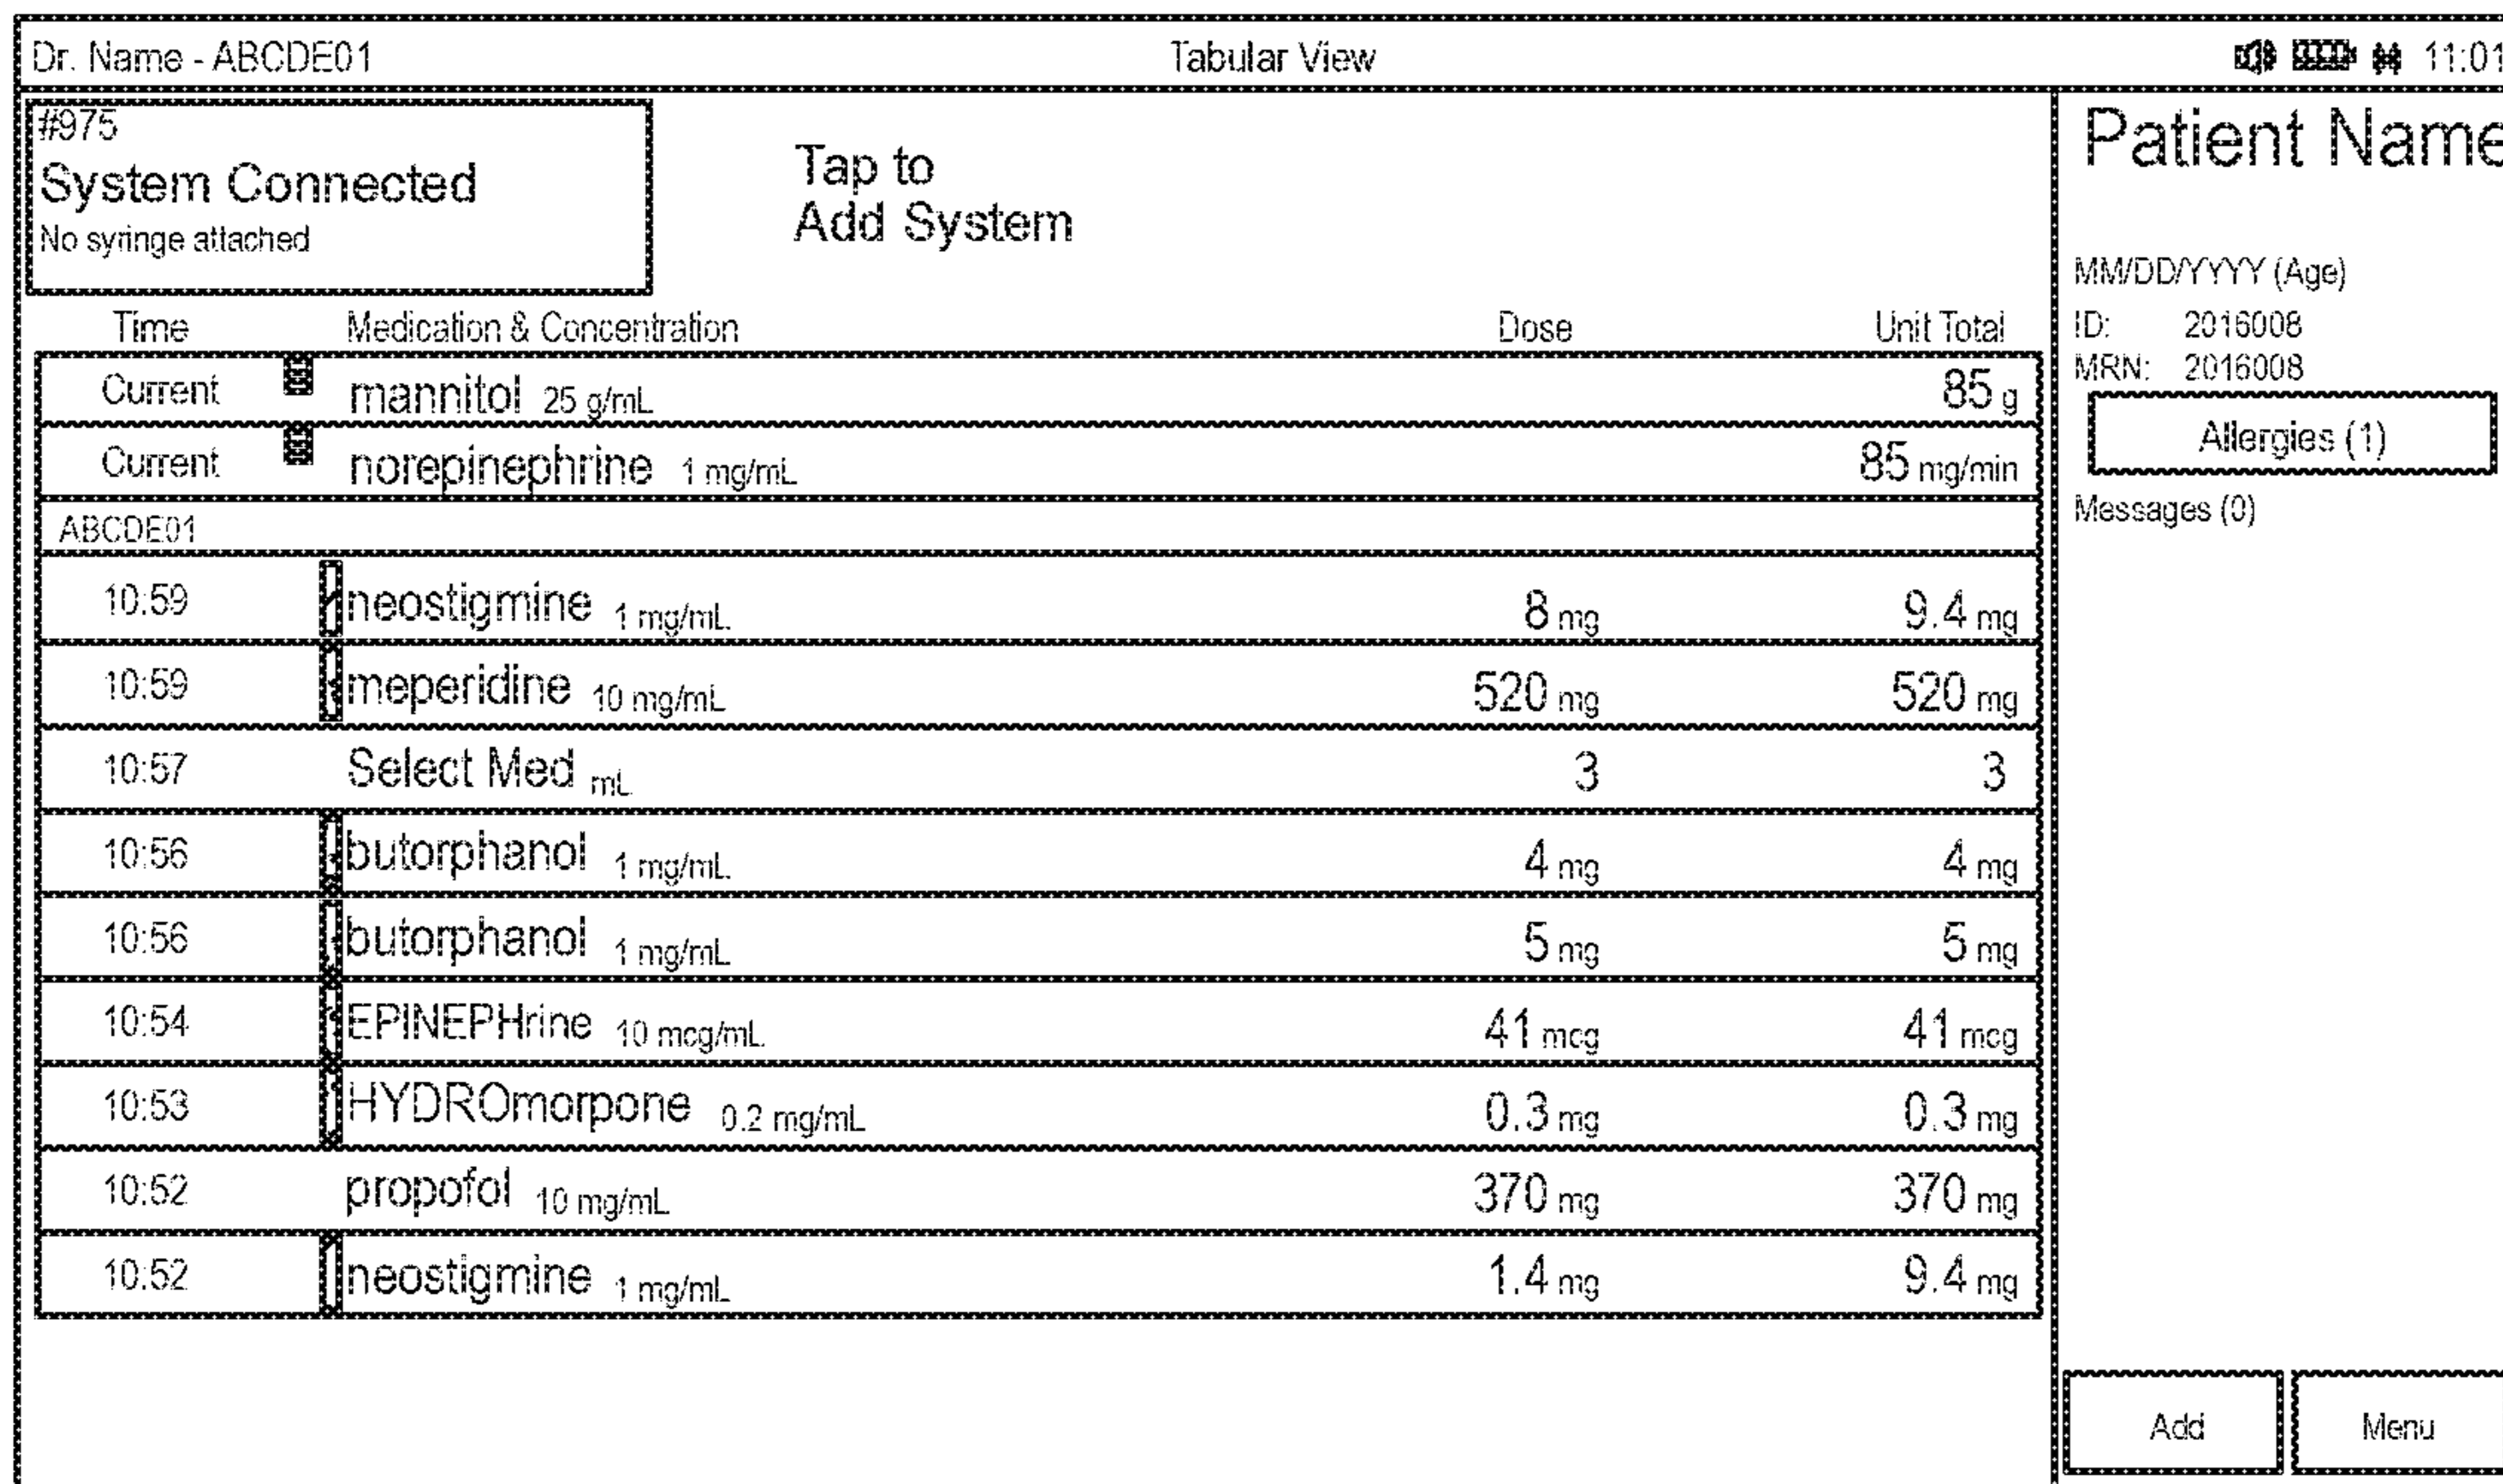 Dr. Name - ABCDE01 Tabular View 11:01
#975
System Connected
No syringe attached
Tap to
Add System
Time Medication & Concentration Dose Unit Total
Current mannitol 25 g/mL 85 g
Current norepinephrine 1 mg/mL 85 mg/min
ABCDE01
10:59 neostigmine 1 mg/mL 8 mg 9.4 mg
10:59 meperidine 10 mg/mL 520 mg 520 mg
10:57 Select Med mL 3 3
10:56 butorphanol 1 mg/mL 4 mg 4 mg
10:56 butorphanol 1 mg/mL 5 mg 5 mg
10:54 EPINEPHrine 10 mcg/mL 41 mcg 41 mcg
10:53 HYDROmorpone 0.2 mg/mL 0.3 mg 0.3 mg
10:52 propofol 10 mg/mL 370 mg 370 mg
10:52 neostigmine 1 mg/mL 1.4 mg 9.4 mg
Patient Name
MM/DD/YYYY (Age)
ID: 2016008
MRN: 2016008
Allergies (1)
Messages (0)
Add Menu